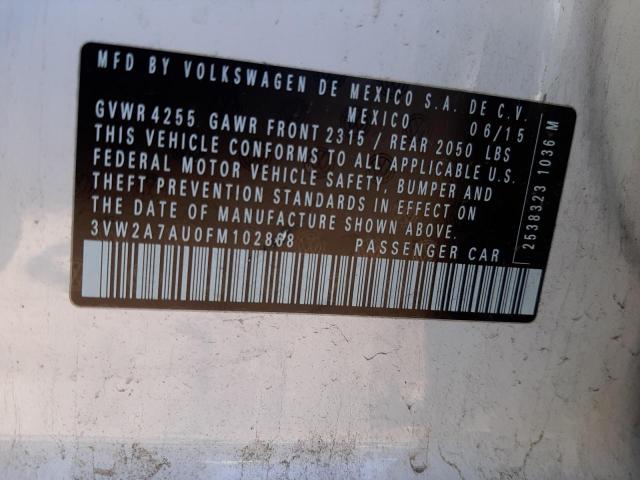 MFD BY VOLKSWAGEN DE MEXICO S.A. DE C.V.
MEXICO 06/15
GVWR 4255 GAWR FRONT 2315 / REAR 2050 LBS
THIS VEHICLE CONFORMS TO ALL APPLICABLE U.S.
FEDERAL MOTOR VEHICLE SAFETY, BUMPER AND
THEFT PREVENTION STANDARDS IN EFFECT ON
THE DATE OF MANUFACTURE SHOWN ABOVE.
3VW2A7AU0FM102868 PASSENGER CAR
2538323 1036 M